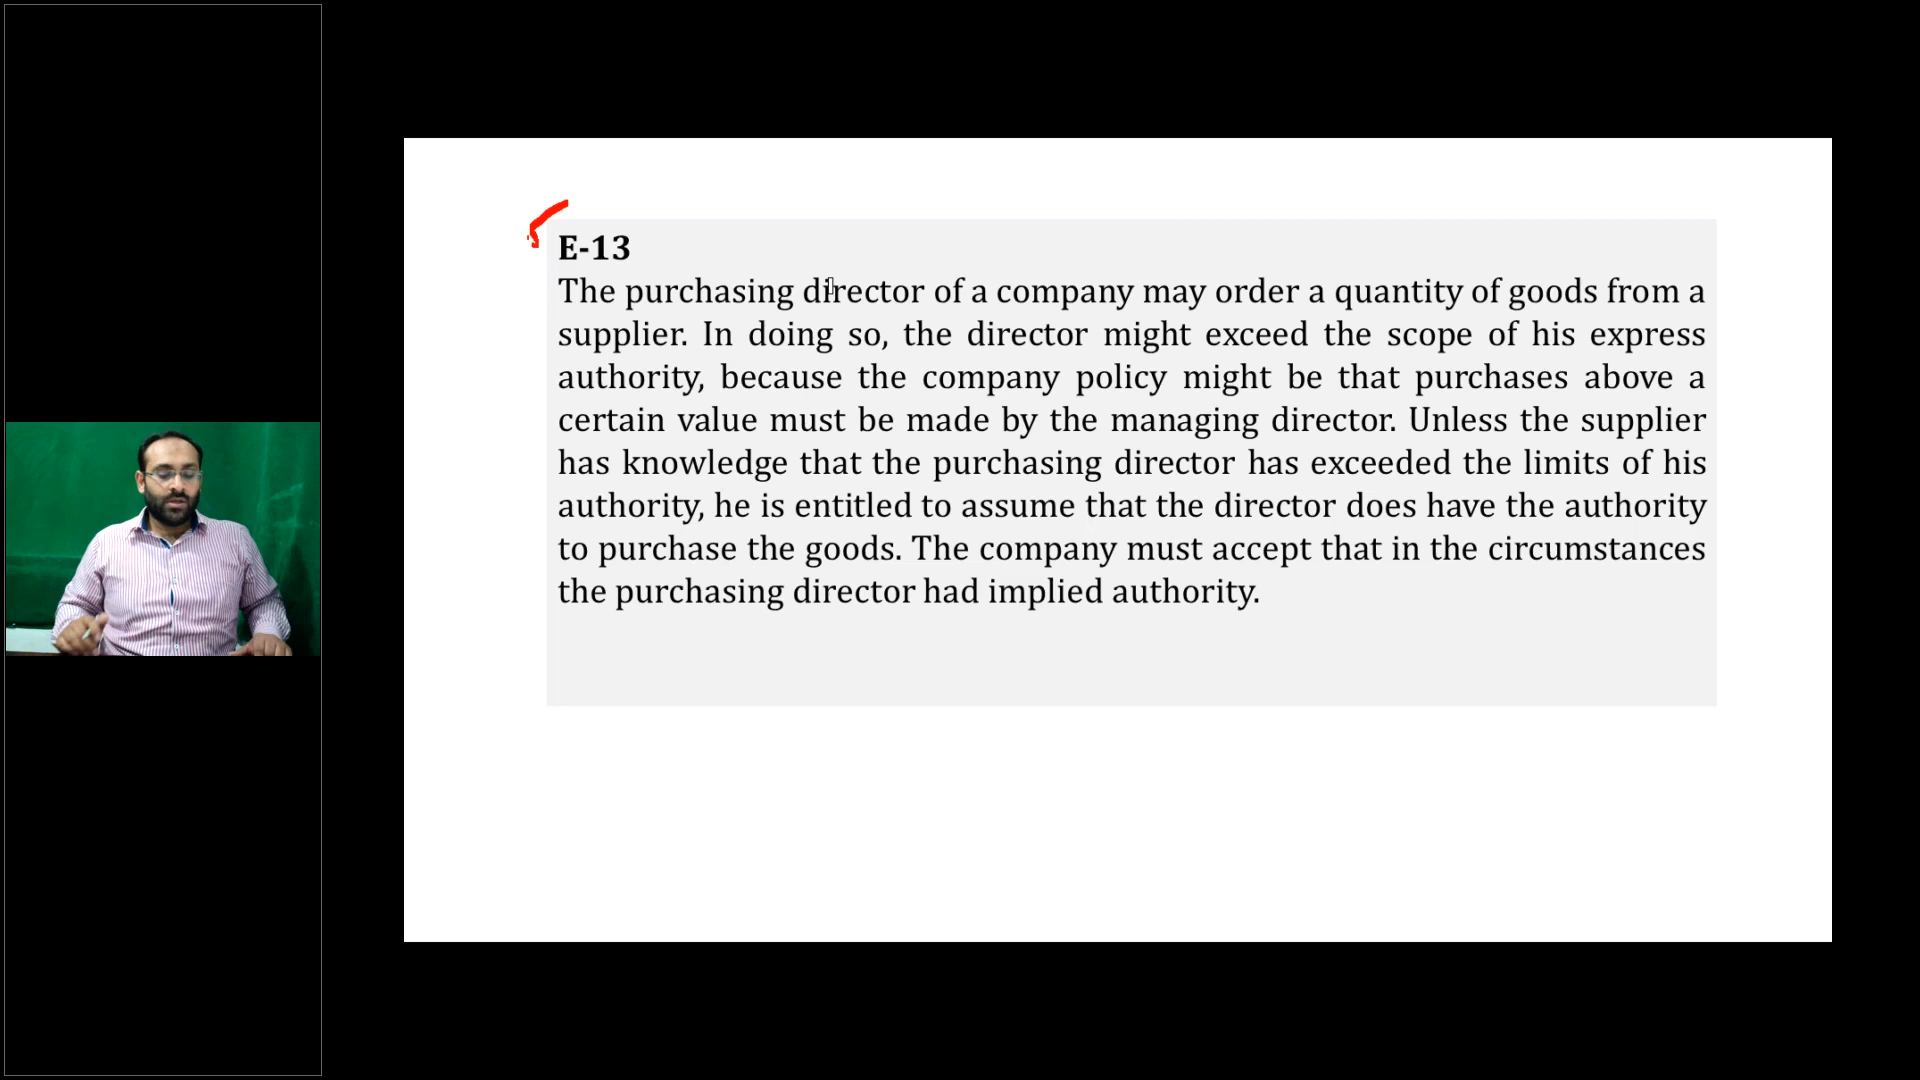 E-13
The purchasing director of a company may order a quantity of goods from a
supplier. In doing so, the director might exceed the scope of his express
authority, because the company policy might be that purchases above a
certain value must be made by the managing director. Unless the supplier
has knowledge that the purchasing director has exceeded the limits of his
authority, he is entitled to assume that the director does have the authority
to purchase the goods. The company must accept that in the circumstances
the purchasing director had implied authority.